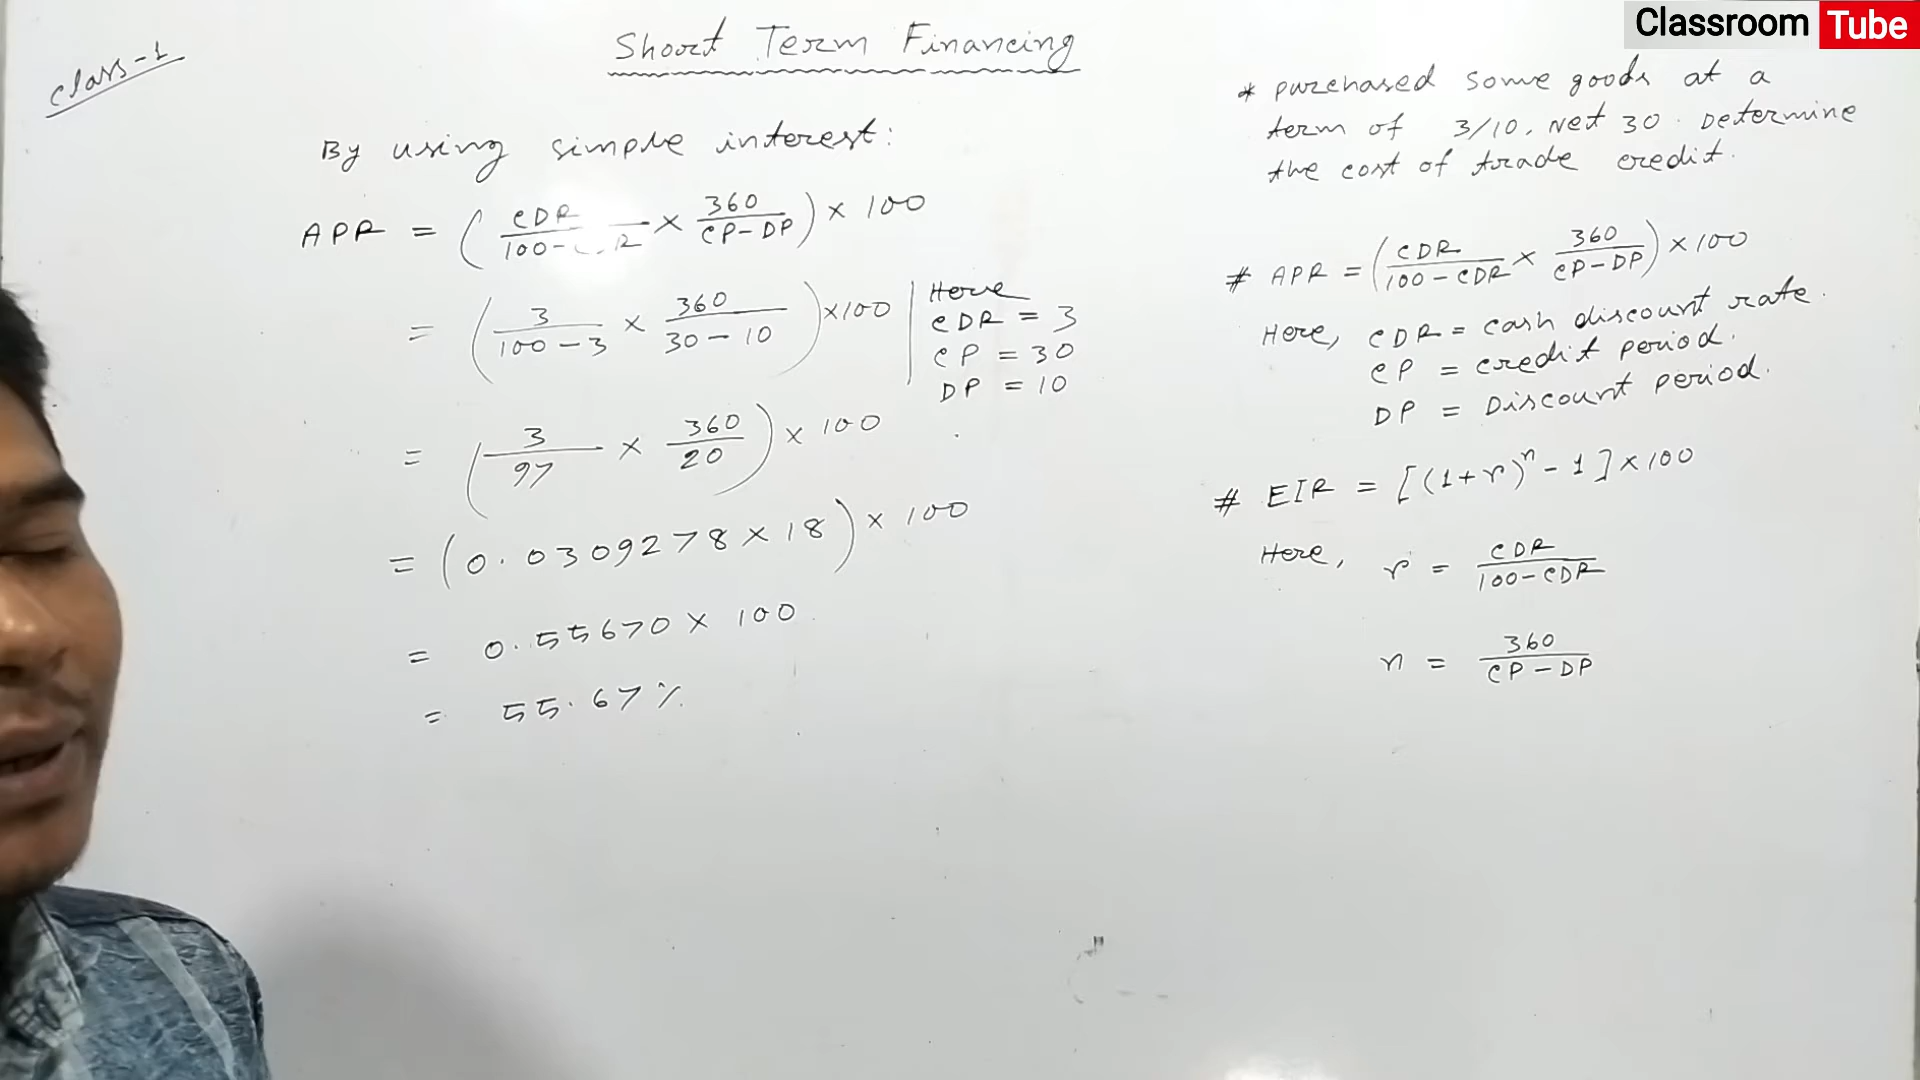 Classroom Tube
class-1
Short Term Financing
By using simple interest:
APR = (CDR / 100- R × 360 / CP-DP) × 100
= (3 / 100-3 × 360 / 30-10) ×100
Here
CDR = 3
CP = 30
DP = 10
= (3 / 97 × 360 / 20) × 100
= (0.0309278 × 18) × 100
= 0.55670 × 100
= 55.67%
* purchased some goods at a
term of 3/10, Net 30. Determine
the cost of trade credit.
# APR = (CDR / 100-CDR × 360 / CP-DP) ×100
Here, CDR = cash discount rate.
CP = credit period.
DP = Discount period.
# EIR = [(1+r)ⁿ - 1] ×100
Here, r = CDR / 100-CDR
n = 360 / CP-DP